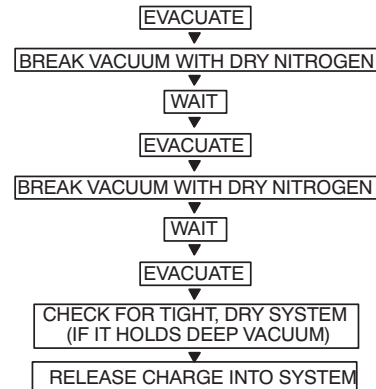 EVACUATE
BREAK VACUUM WITH DRY NITROGEN
WAIT
EVACUATE
BREAK VACUUM WITH DRY NITROGEN
WAIT
EVACUATE
CHECK FOR TIGHT, DRY SYSTEM
(IF IT HOLDS DEEP VACUUM)
RELEASE CHARGE INTO SYSTEM